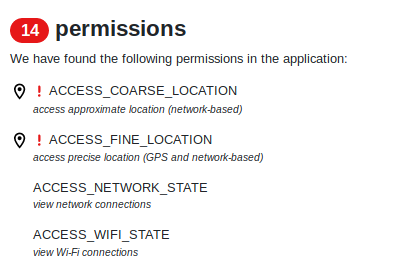 14 permissions
We have found the following permissions in the application:
! ACCESS_COARSE_LOCATION
access approximate location (network-based)
! ACCESS_FINE_LOCATION
access precise location (GPS and network-based)
ACCESS_NETWORK_STATE
view network connections
ACCESS_WIFI_STATE
view Wi-Fi connections